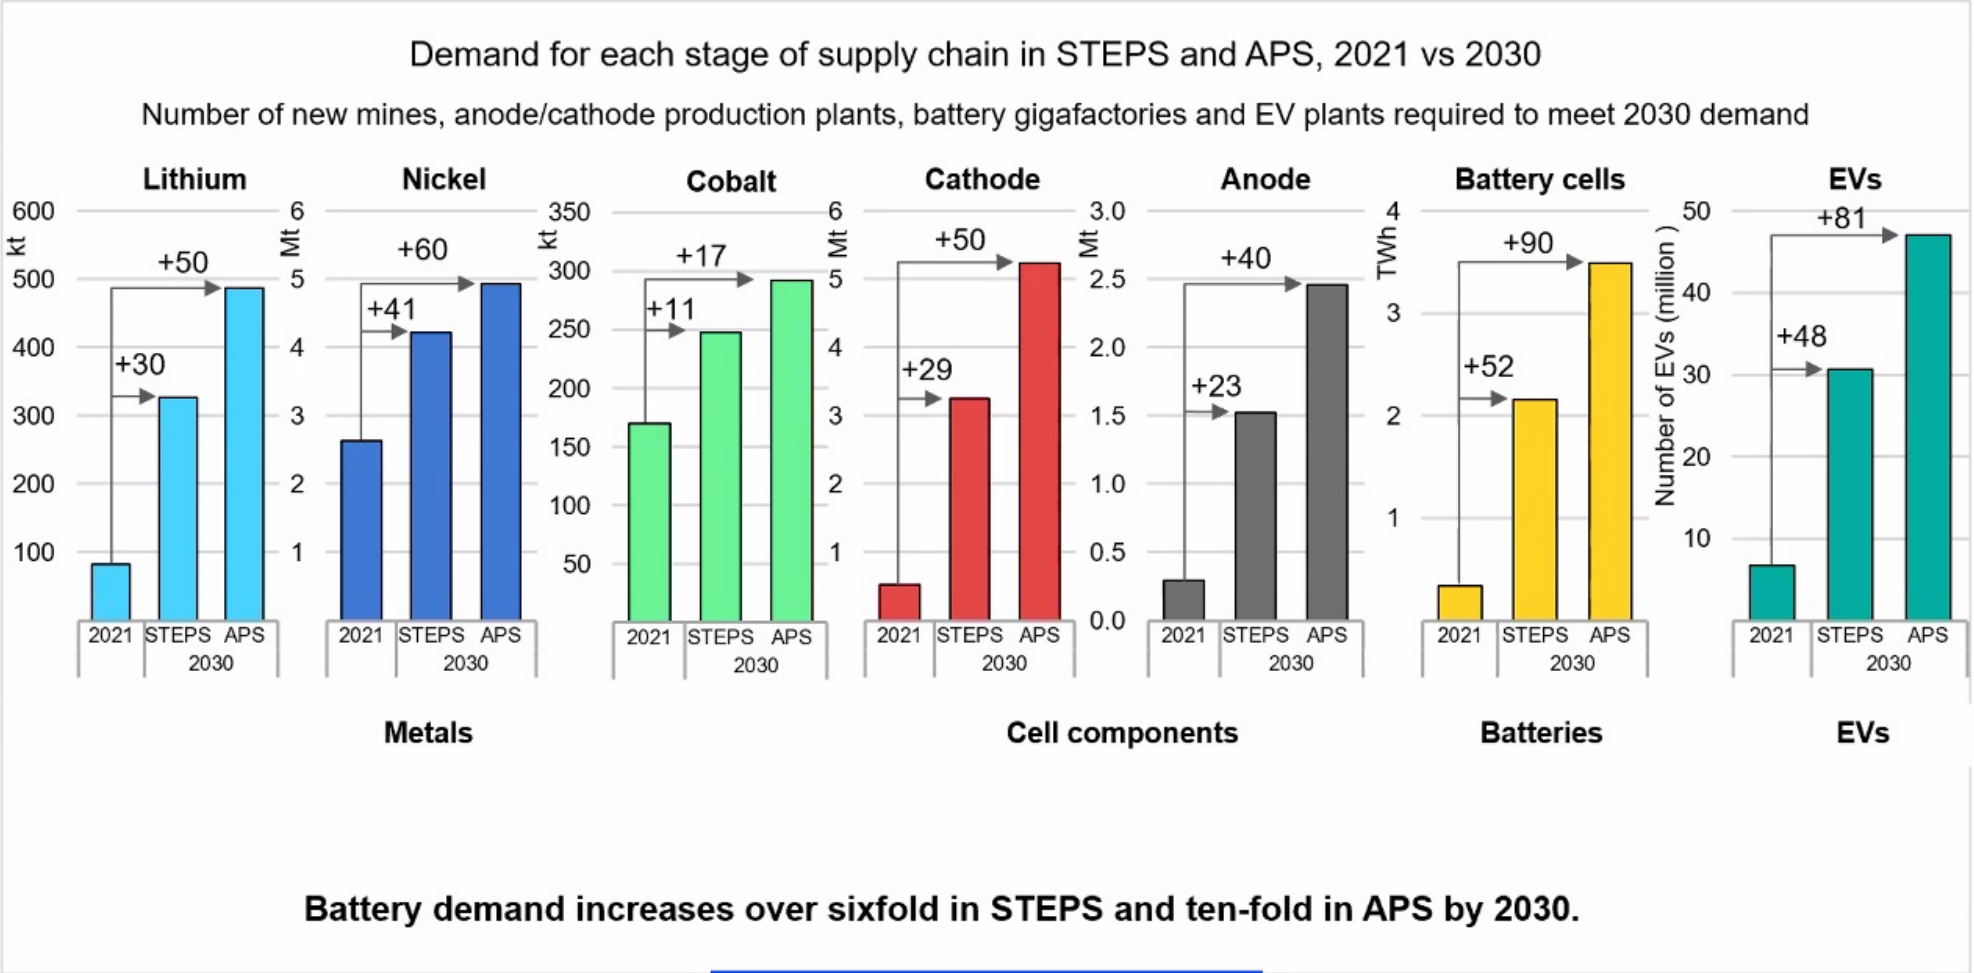 Demand for each stage of supply chain in STEPS and APS, 2021 vs 2030
Number of new mines, anode/cathode production plants, battery gigafactories and EV plants required to meet 2030 demand
Lithium
kt
600
500
400
300
200
100
+50
+30
2021 STEPS APS
2030
Nickel
Mt
6
5
4
3
2
1
+60
+41
2021 STEPS APS
2030
Cobalt
kt
350
300
250
200
150
100
50
+17
+11
2021 STEPS APS
2030
Cathode
Mt
6
5
4
3
2
1
+50
+29
2021 STEPS APS
2030
Anode
Mt
3.0
2.5
2.0
1.5
1.0
0.5
0.0
+40
+23
2021 STEPS APS
2030
Battery cells
TWh
4
3
2
1
+90
+52
2021 STEPS APS
2030
EVs
Number of EVs (million )
50
40
30
20
10
+81
+48
2021 STEPS APS
2030
Metals
Cell components
Batteries
EVs
Battery demand increases over sixfold in STEPS and ten-fold in APS by 2030.